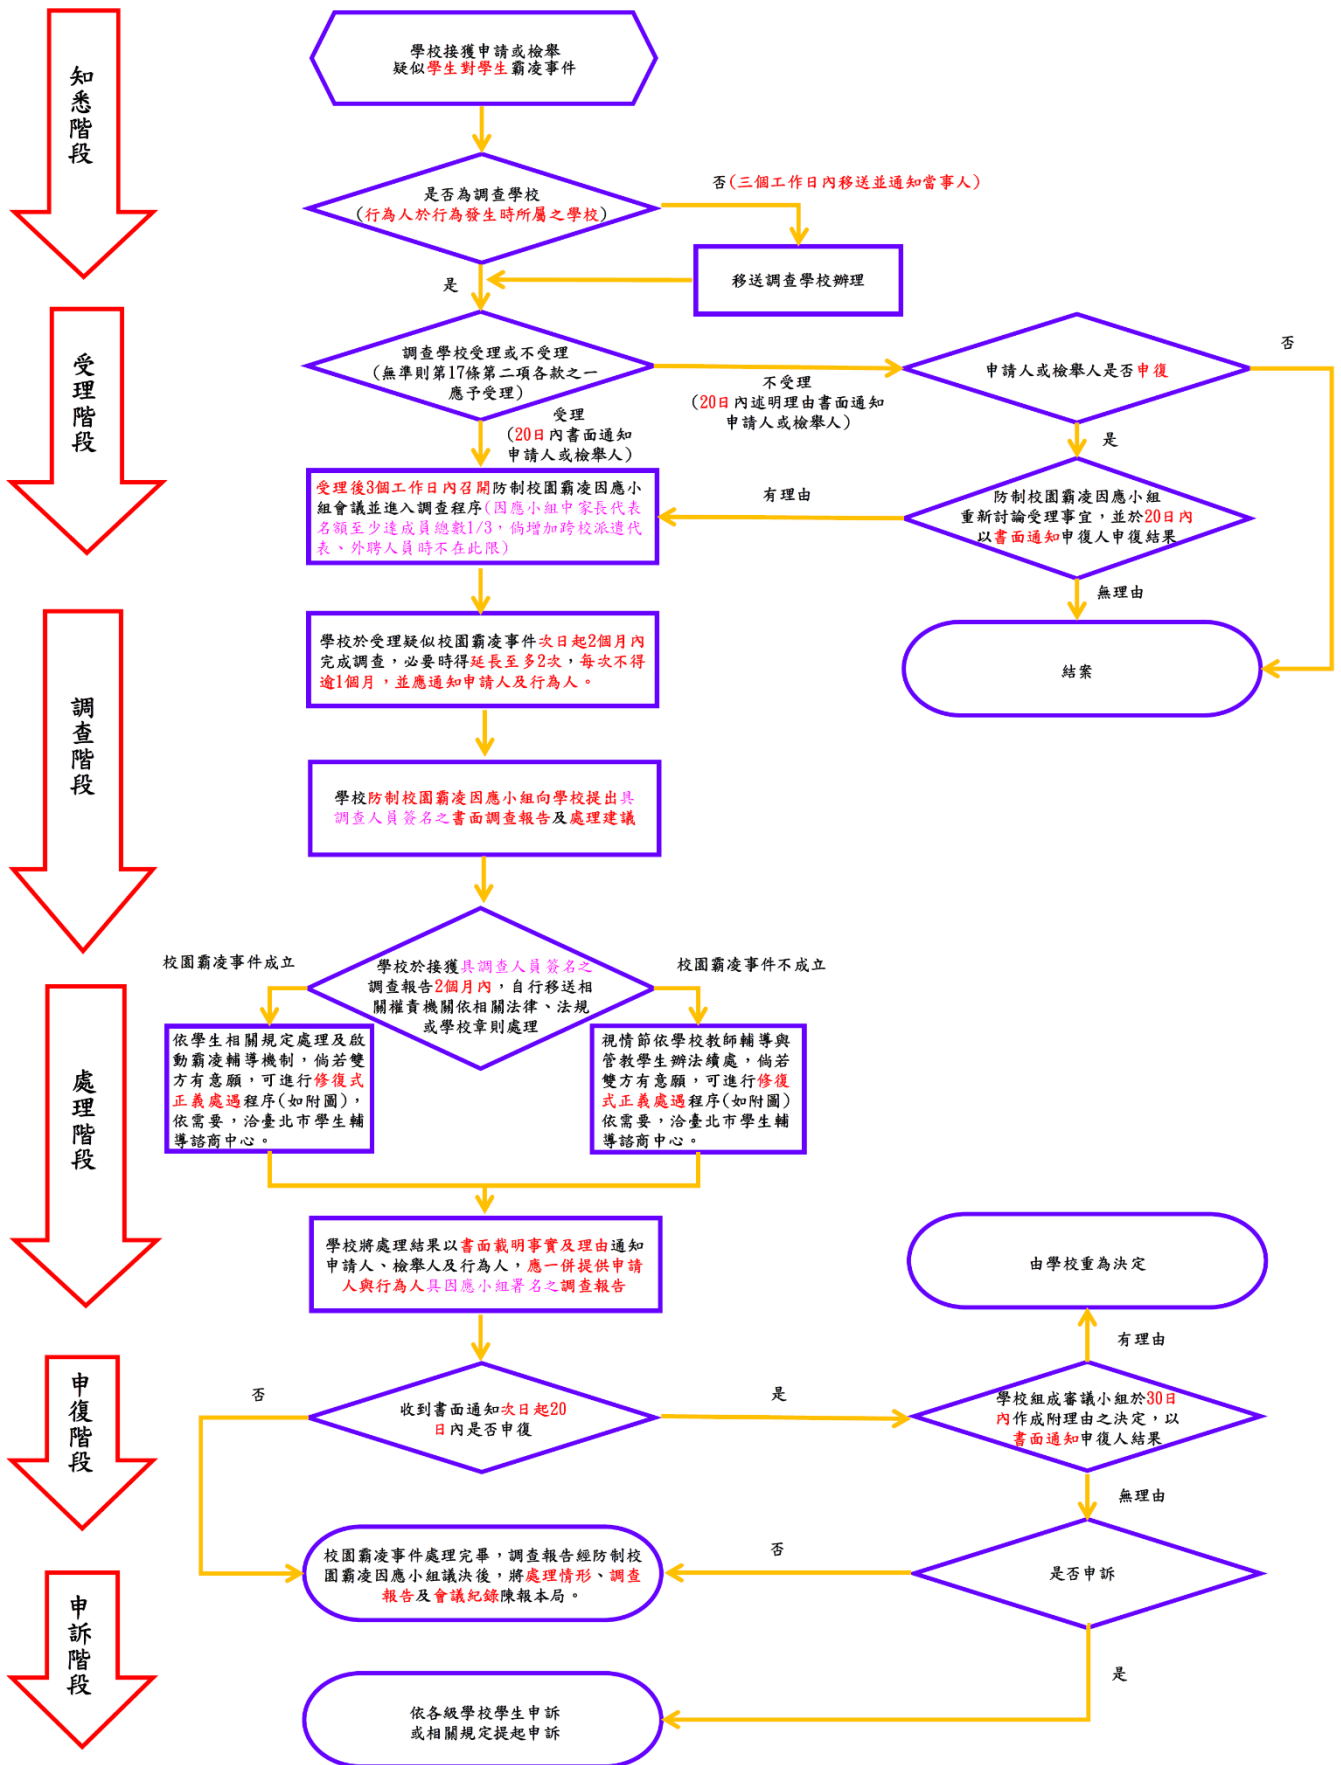 知悉階段
學校接獲申請或檢舉
疑似學生對學生霸凌事件
是否為調查學校
(行為人於行為發生時所屬之學校)
否(三個工作日內移送並通知當事人)
移送調查學校辦理
是
受理階段
調查學校受理或不受理
(無準則第17條第二項各款之一
應予受理)
不受理
(20日內述明理由書面通知
申請人或檢舉人)
申請人或檢舉人是否申復
否
受理
(20日內書面通知
申請人或檢舉人)
是
受理後3個工作日內召開防制校園霸凌因應小
組會議並進入調查程序(因應小組中家長代表
名額至少達成員總數1/3,倘增加跨校派遣代
表、外聘人員時不在此限)
有理由
防制校園霸凌因應小組
重新討論受理事宜,並於20日內
以書面通知申復人申復結果
無理由
結案
調查階段
學校於受理疑似校園霸凌事件次日起2個月內
完成調查,必要時得延長至多2次,每次不得
逾1個月,並應通知申請人及行為人。
學校防制校園霸凌因應小組向學校提出具
調查人員簽名之書面調查報告及處理建議
處理階段
校園霸凌事件成立
學校於接獲具調查人員簽名之
調查報告2個月內,自行移送相
關權責機關依相關法律、法規
或學校章則處理
校園霸凌事件不成立
依學生相關規定處理及啟
動霸凌輔導機制,倘若雙
方有意願,可進行修復式
正義處遇程序(如附圖),
依需要,洽臺北市學生輔
導諮商中心。
視情節依學校教師輔導與
管教學生辦法續處,倘若
雙方有意願,可進行修復
式正義處遇程序(如附圖)
依需要,洽臺北市學生輔
導諮商中心。
學校將處理結果以書面載明事實及理由通知
申請人、檢舉人及行為人,應一併提供申請
人與行為人具因應小組署名之調查報告
由學校重為決定
有理由
申復階段
否
收到書面通知次日起20
日內是否申復
是
學校組成審議小組於30日
內作成附理由之決定,以
書面通知申復人結果
無理由
申訴階段
校園霸凌事件處理完畢,調查報告經防制校
園霸凌因應小組議決後,將處理情形、調查
報告及會議紀錄陳報本局。
否
是否申訴
是
依各級學校學生申訴
或相關規定提起申訴